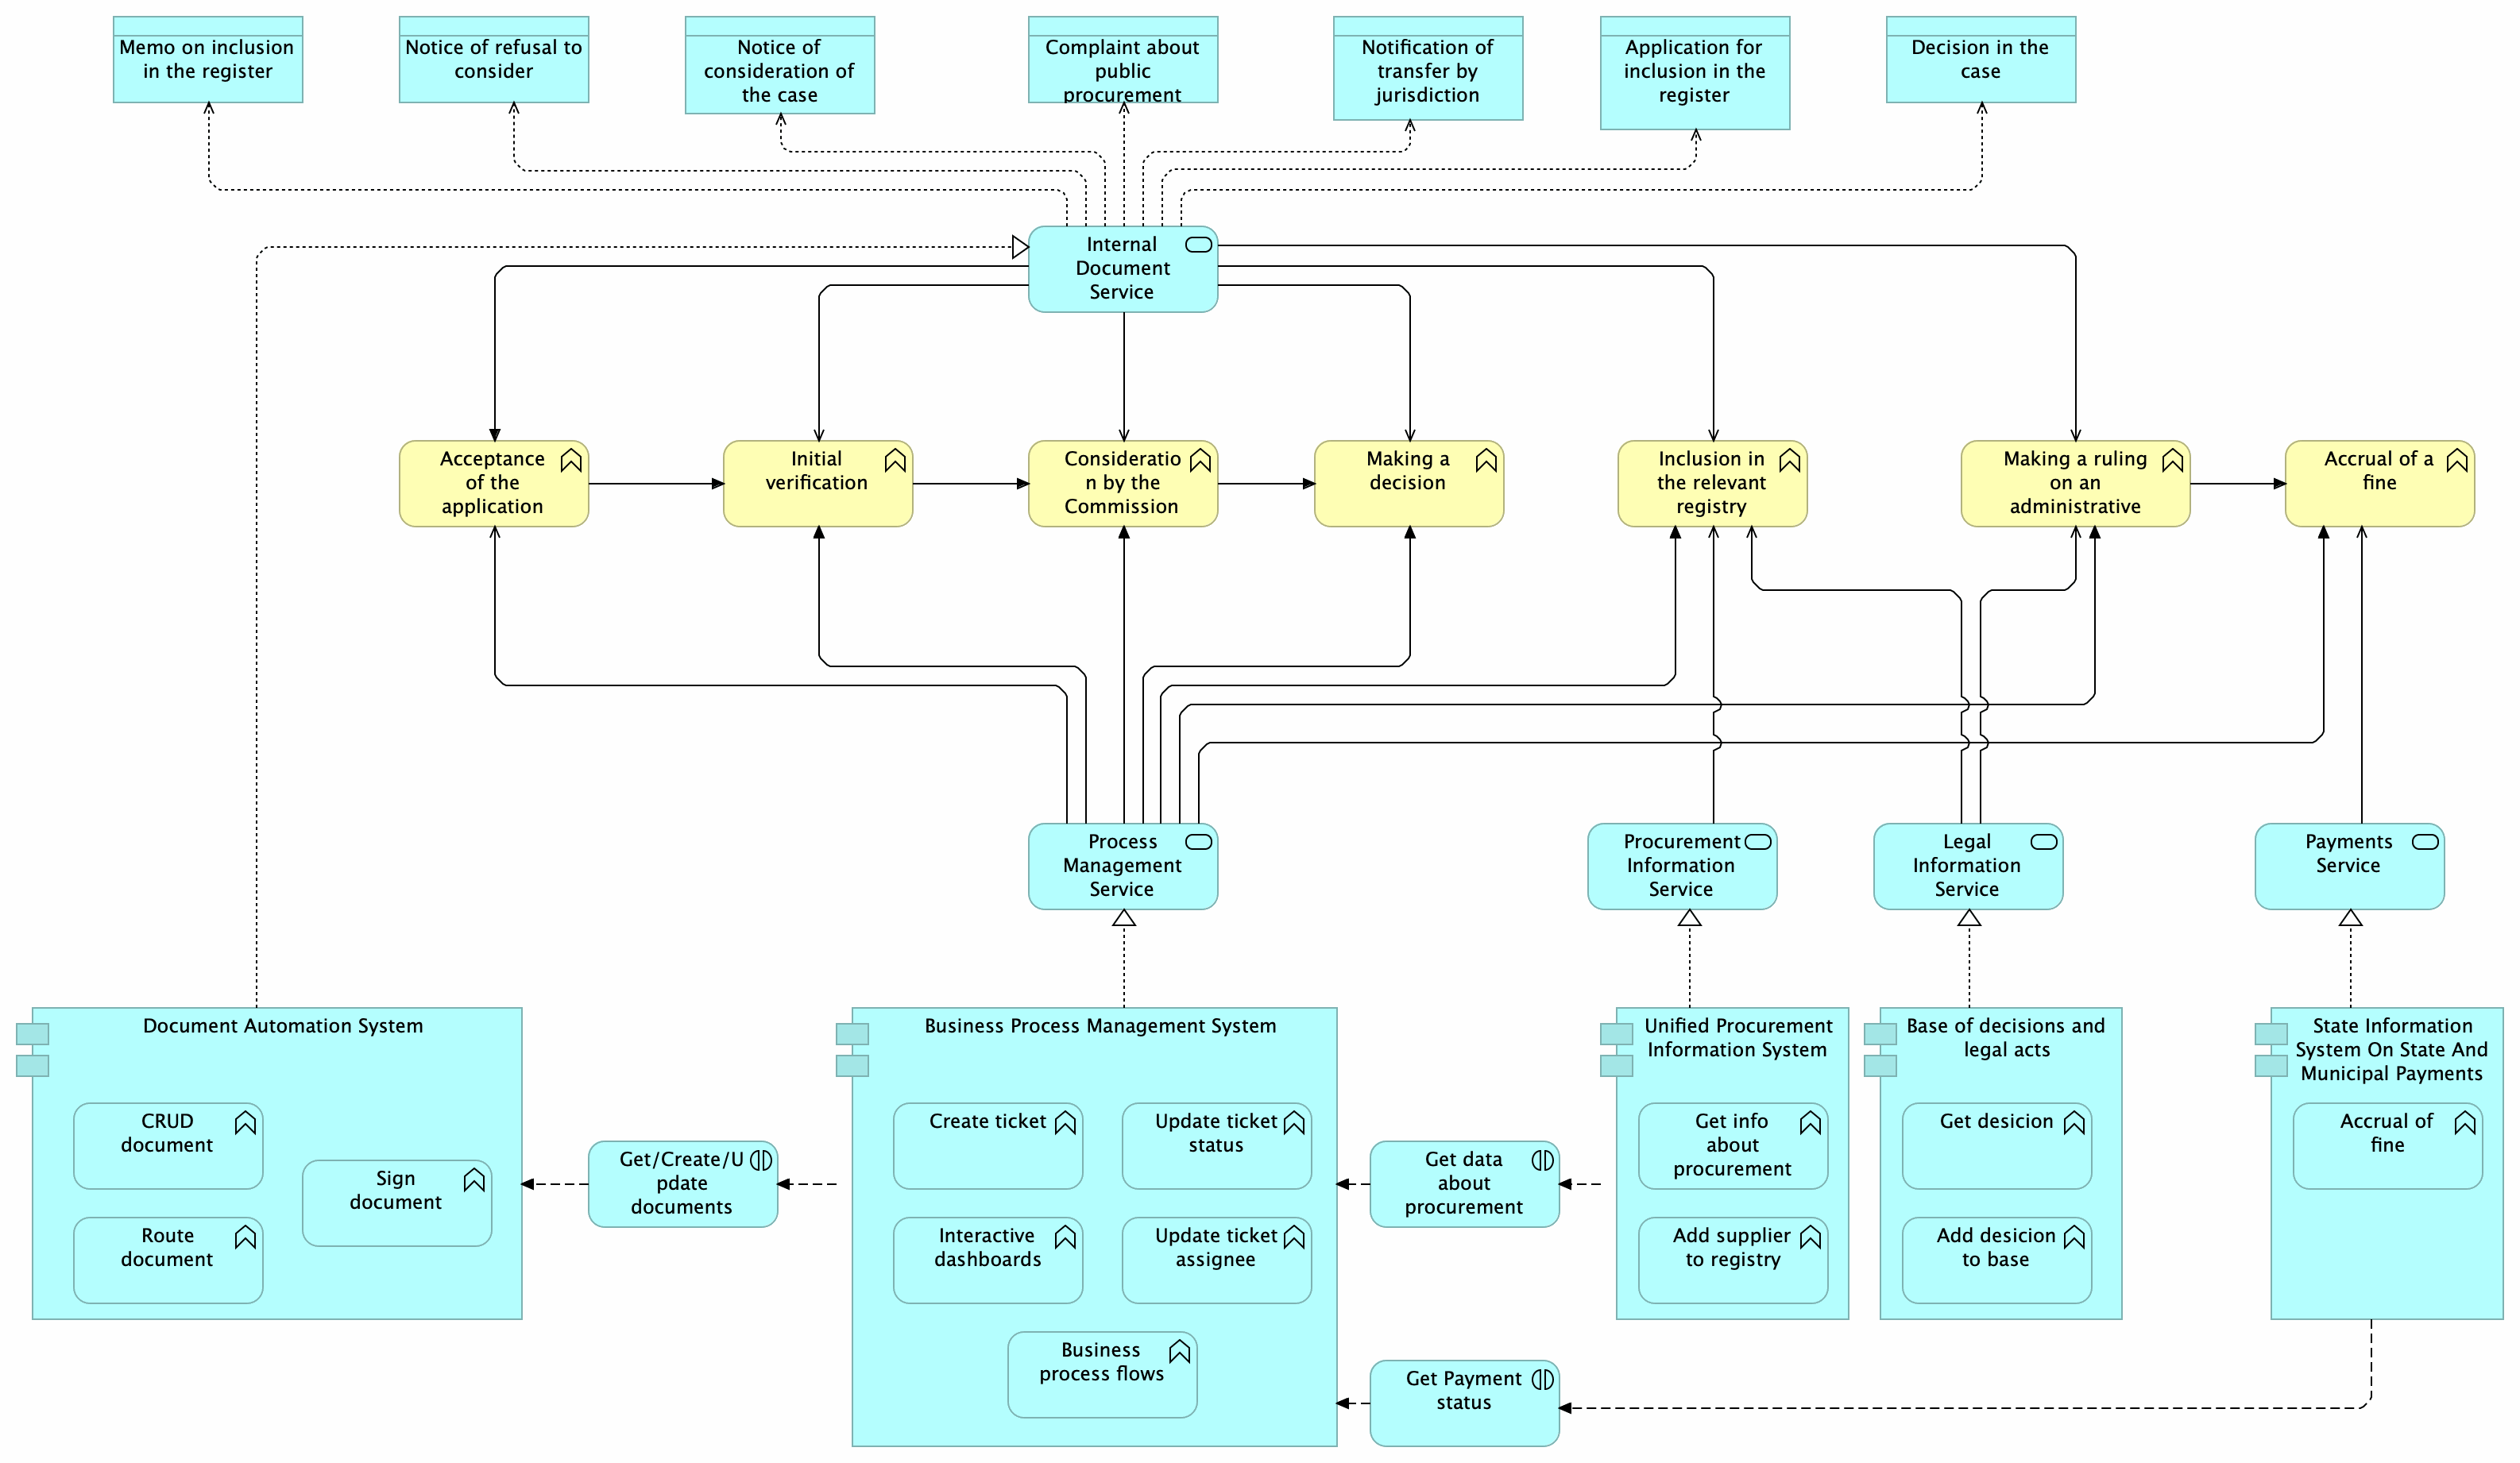 Memo on inclusion
in the register
Notice of refusal to
consider
Notice of
consideration of
the case
Complaint about
public
procurement
Notification of
transfer by
jurisdiction
Application for
inclusion in the
register
Decision in the
case
Internal
Document
Service
Acceptance
of the
application
Initial
verification
Consideratio
n by the
Commission
Making a
decision
Inclusion in
the relevant
registry
Making a ruling
on an
administrative
Accrual of a
fine
Process
Management
Service
Procurement
Information
Service
Legal
Information
Service
Payments
Service
Document Automation System
CRUD
document
Sign
document
Route
document
Get/Create/U
pdate
documents
Business Process Management System
Create ticket
Update ticket
status
Interactive
dashboards
Update ticket
assignee
Business
process flows
Get data
about
procurement
Get Payment
status
Unified Procurement
Information System
Get info
about
procurement
Add supplier
to registry
Base of decisions and
legal acts
Get desicion
Add desicion
to base
State Information
System On State And
Municipal Payments
Accrual of
fine